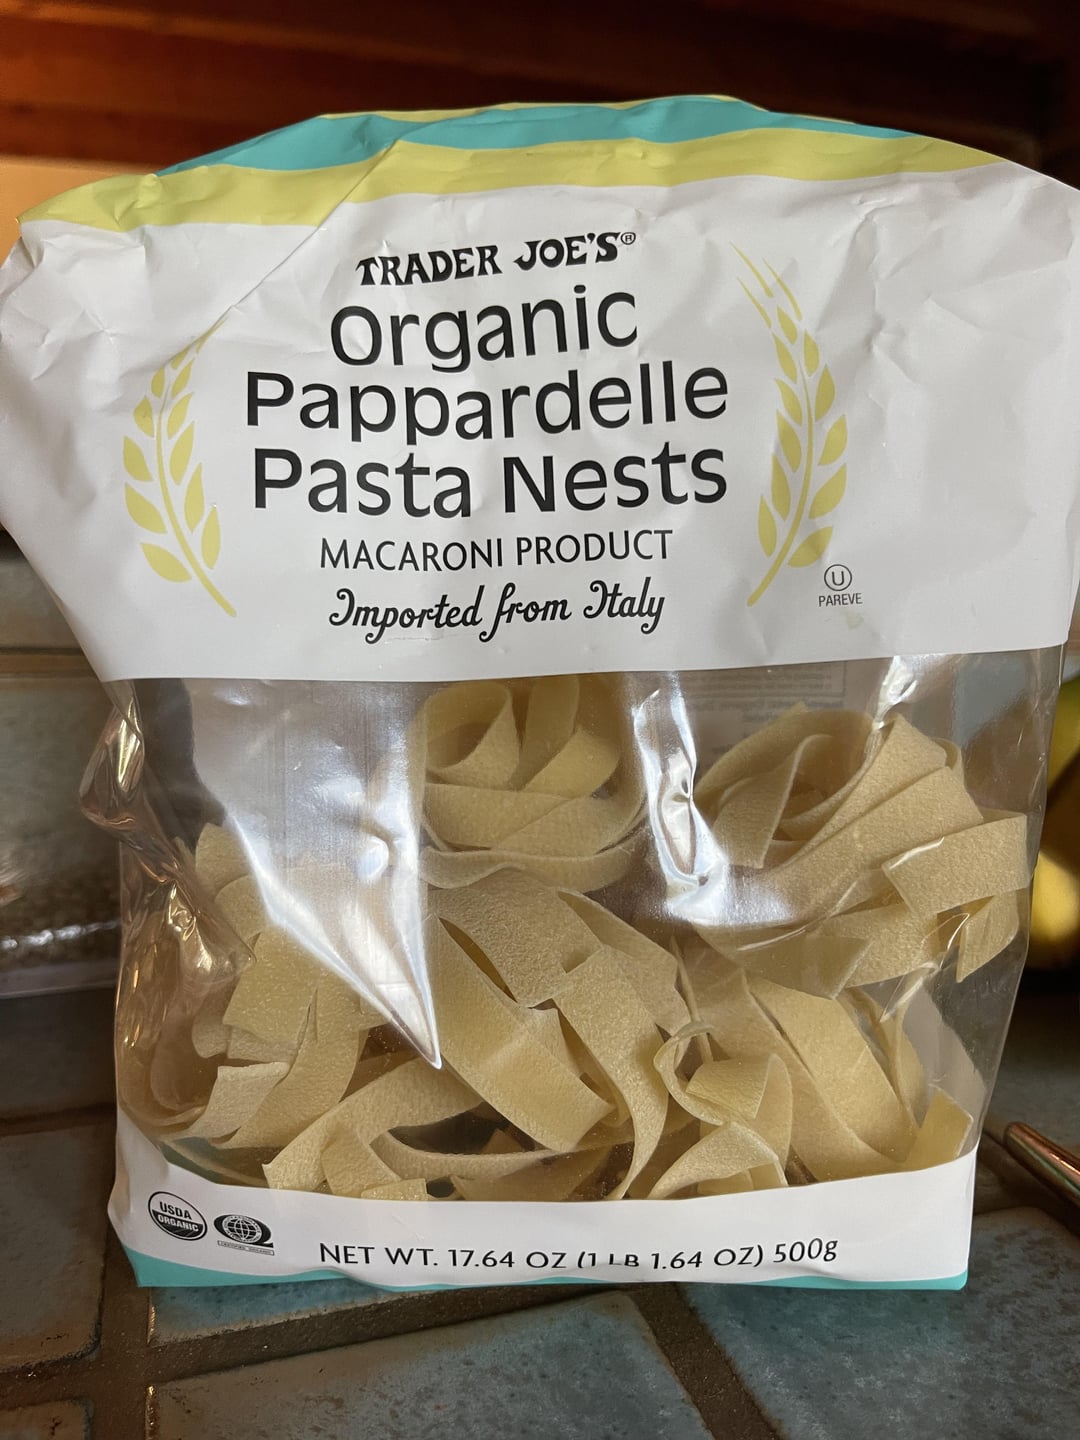 TRADER JOE'S®
Organic
Pappardelle
Pasta Nests
MACARONI PRODUCT
Imported from Italy
U
PAREVE
USDA
ORGANIC
NET WT. 17.64 OZ (1 LB 1.64 OZ) 500g